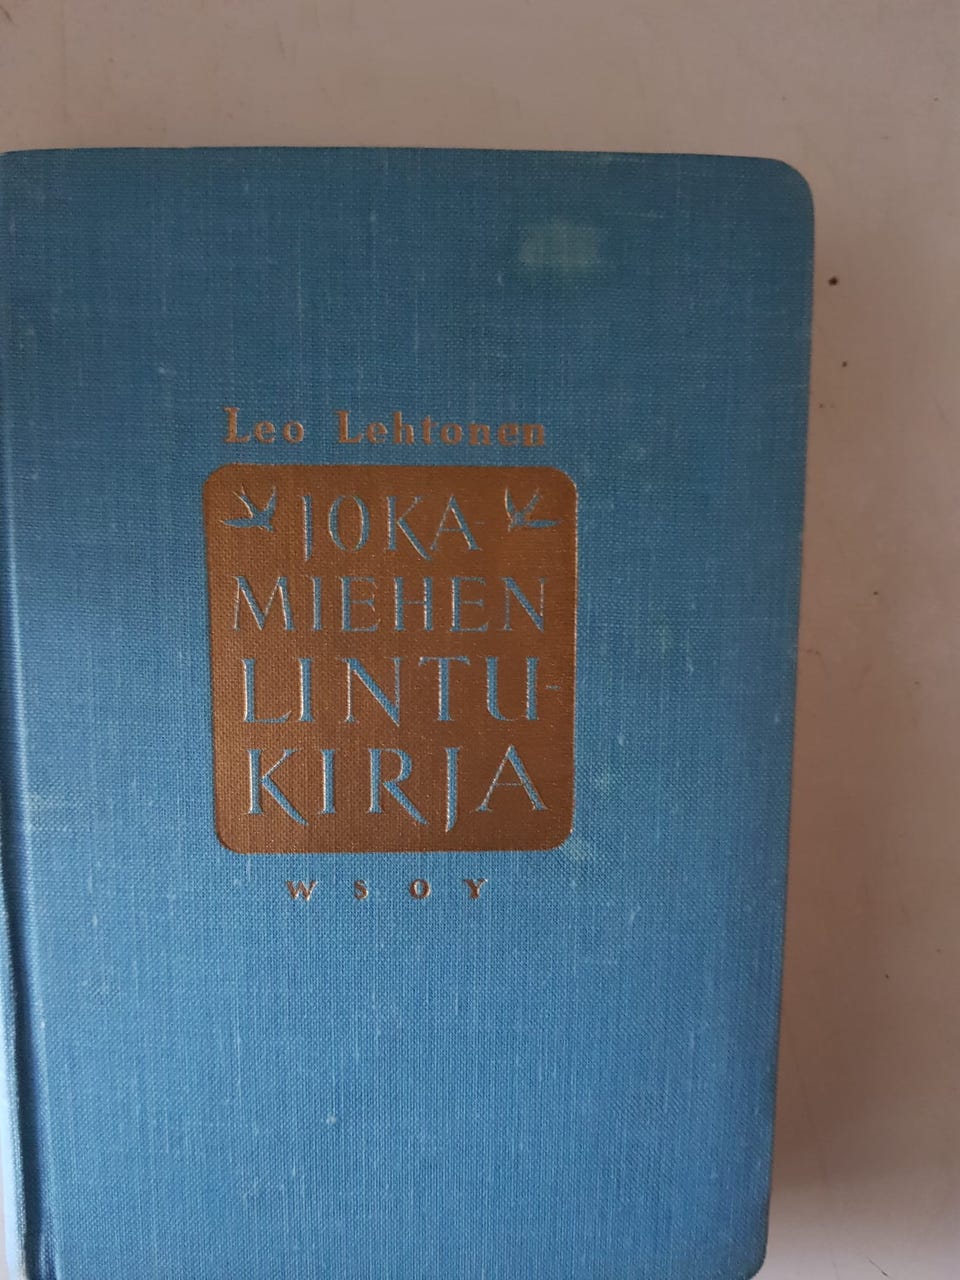 Leo Lehtonen
JOKA-
MIEHEN
LINTU-
KIRJA
WSOY